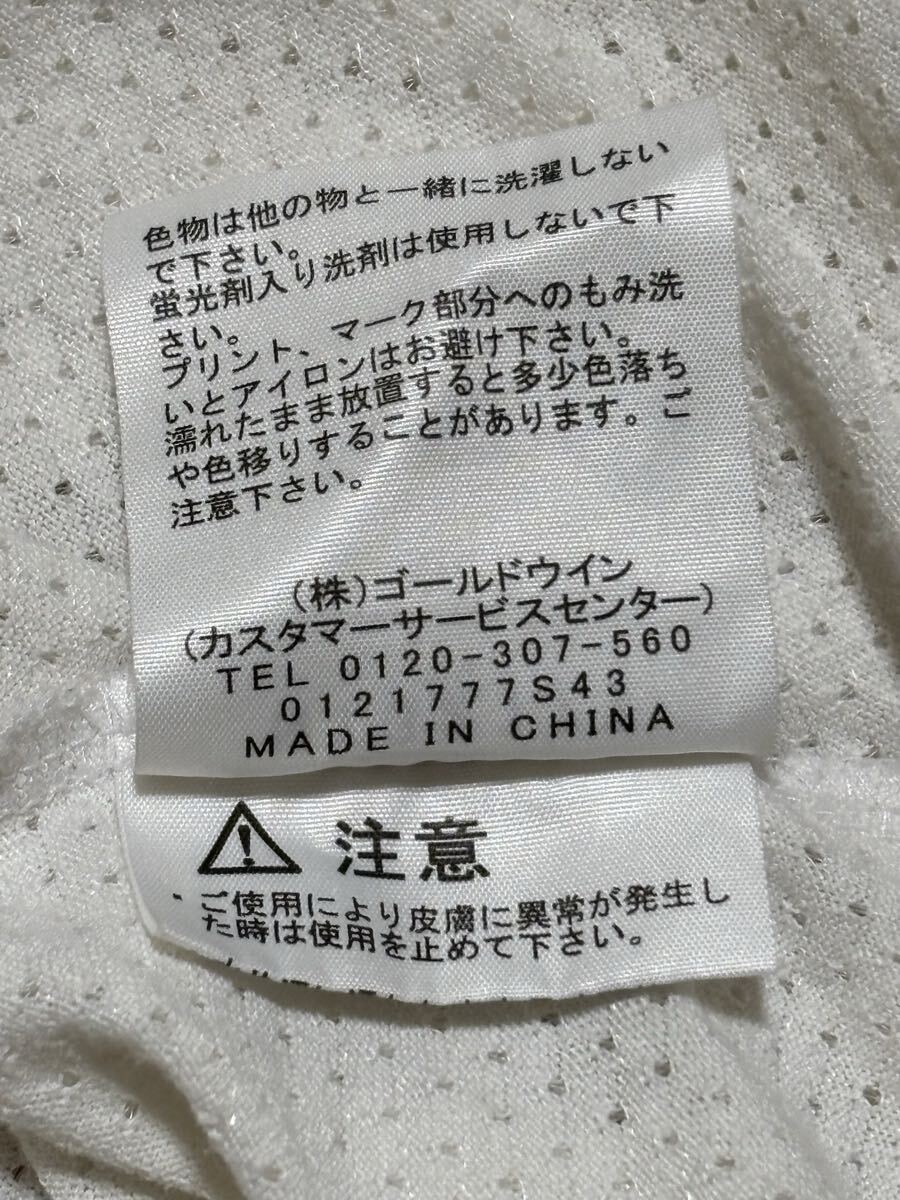 色物は他の物と一緒に洗濯しない
で下さい。
蛍光剤入り洗剤は使用しないで下
さい。
プリント、マーク部分へのもみ洗
いとアイロンはお避け下さい。
濡れたまま放置すると多少色落ち
や色移りすることがあります。ご
注意下さい。
(株)ゴールドウイン
(カスタマーサービスセンター)
TEL 0120-307-560
0121777S43
MADE IN CHINA
注意
・ご使用により皮膚に異常が発生し
た時は使用を止めて下さい。